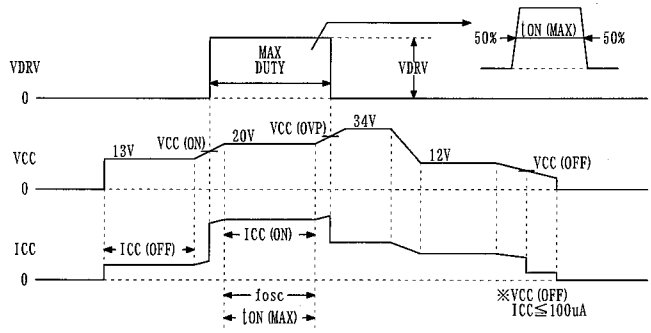 50% tON (MAX) 50%
MAX
DUTY
VDRV
VDRV
0
VCC (ON)
VCC (OVP)
34V
20V
13V
12V
VCC (OFF)
VCC
0
ICC
ICC (OFF)
ICC (ON)
0
fosc
tON (MAX)
※VCC (OFF)
ICC≦100uA